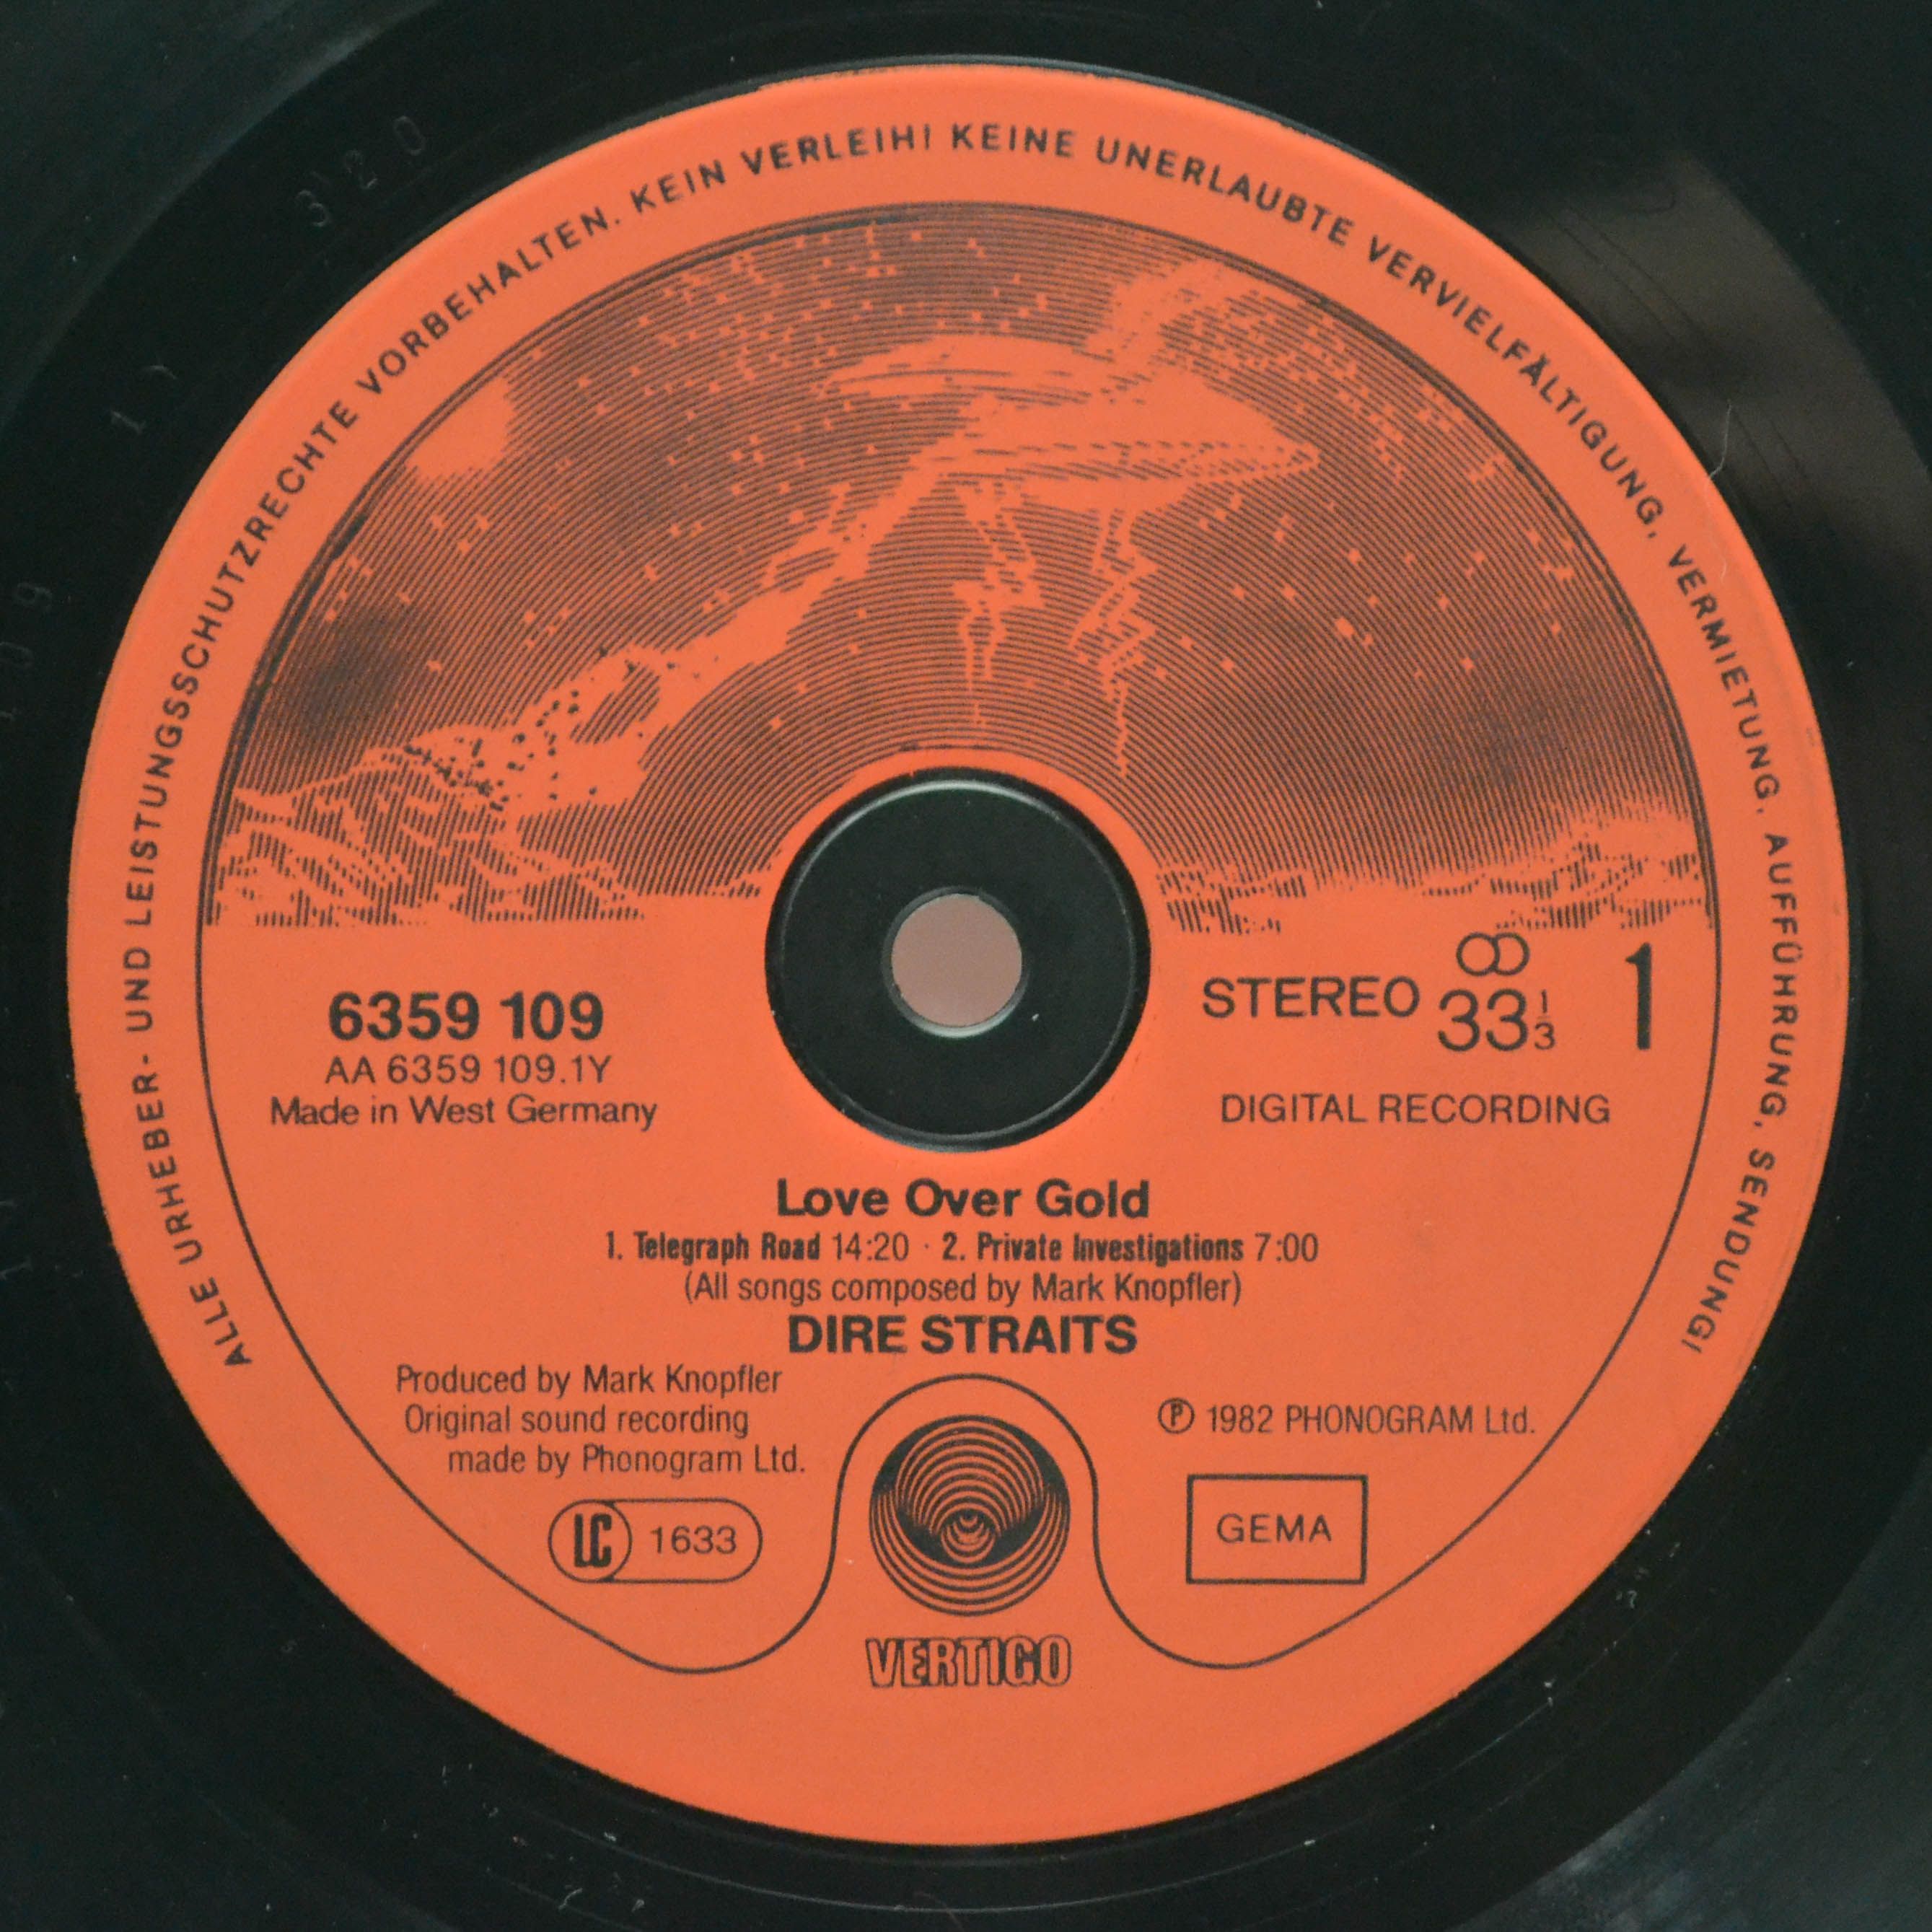 ALLE URHEBER- UND LEISTUNGSSCHUTZRECHTE VORBEHALTEN. KEIN VERLEIH! KEINE UNERLAUBTE VERVIELFÄLTIGUNG, VERMIETUNG, AUFFÜHRUNG, SENDUNG!
6359 109
AA 6359 109.1Y
Made in West Germany
STEREO 33 1/3 1
DIGITAL RECORDING
Love Over Gold
1. Telegraph Road 14:20 · 2. Private Investigations 7:00
(All songs composed by Mark Knopfler)
DIRE STRAITS
Produced by Mark Knopfler
Original sound recording
made by Phonogram Ltd.
℗ 1982 PHONOGRAM Ltd.
LC 1633
GEMA
VERTIGO
320